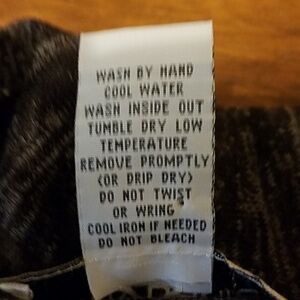 WASH BY HAND
COOL WATER
WASH INSIDE OUT
TUMBLE DRY LOW
TEMPERATURE
REMOVE PROMPTLY
(OR DRIP DRY)
DO NOT TWIST
OR WRING
COOL IRON IF NEEDED
DO NOT BLEACH